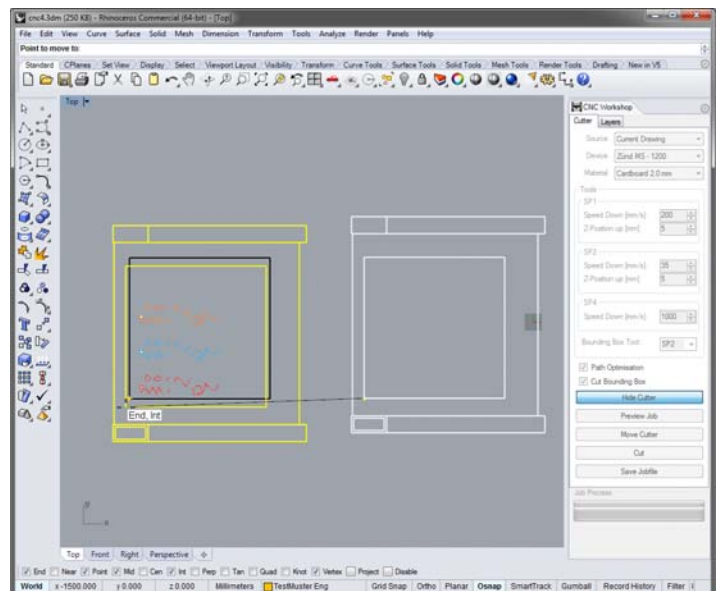 cnc4.3dm (250 KB) - Rhinoceros Commercial (64-bit) - [Top]
File Edit View Curve Surface Solid Mesh Dimension Transform Tools Analyze Render Panels Help
Point to move to:
Standard CPlanes Set View Display Select Viewport Layout Visibility Transform Curve Tools Surface Tools Solid Tools Mesh Tools Render Tools Drafting New in V5
Top
CNC Workshop
Cutter Layers
Source Current Drawing
Device Zünd MS - 1200
Material Cardboard 2.0 mm
Tools
SP1
Speed Down [mm/s] 200
Z-Position up [mm] 5
SP2
Speed Down [mm/s] 35
Z-Position up [mm] 5
SP4
Speed Down [mm/s] 1000
Bounding Box Tool: SP2
Path Optimisation
Cut Bounding Box
Hide Cutter
Preview Job
Move Cutter
Cut
Save Jobfile
Job Process
End, Int
y
x
Top Front Right Perspective
End Near Point Mid Cen Int Perp Tan Quad Knot Vertex Project Disable
World x -1500.000 y 0.000 z 0.000 Millimeters TestMuster Eng Grid Snap Ortho Planar Osnap SmartTrack Gumball Record History Filter